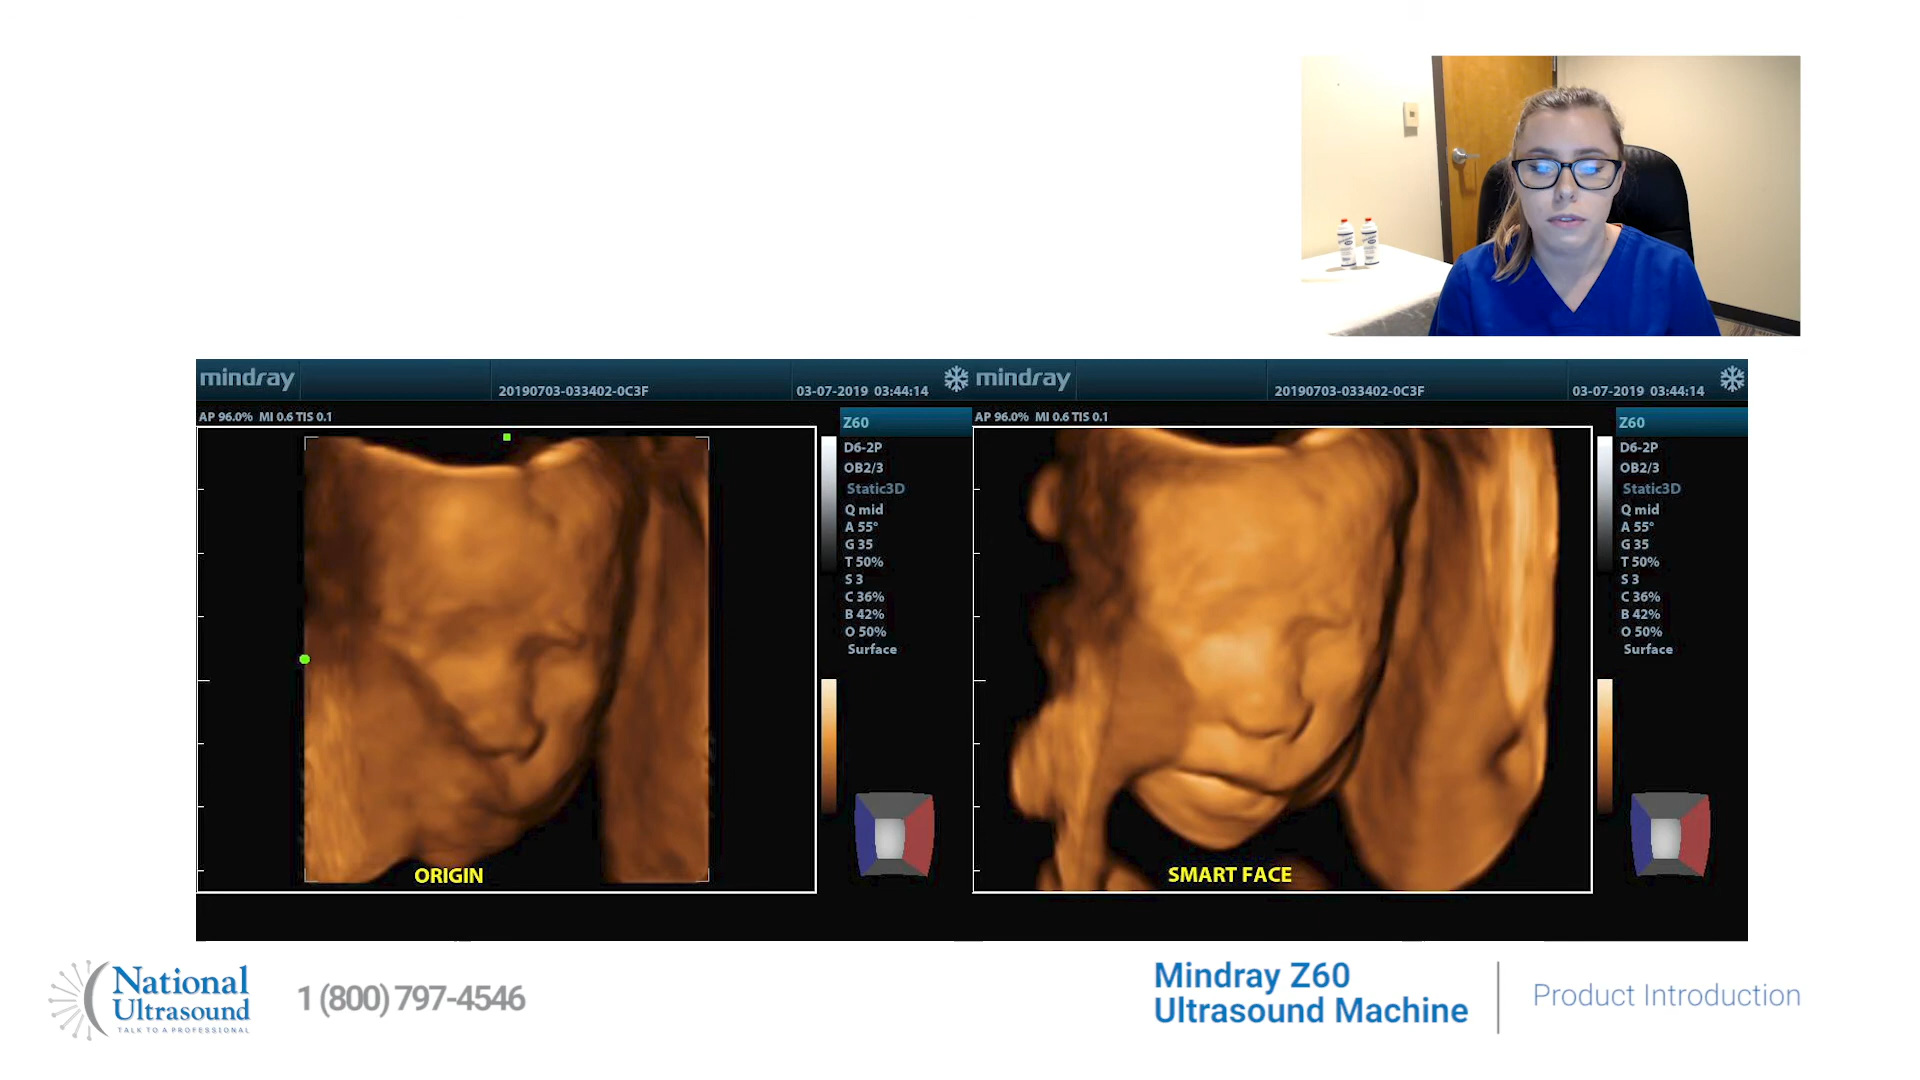 mindray
20190703-033402-0C3F
03-07-2019 03:44:14
AP 96.0% MI 0.6 TIS 0.1
Z60
D6-2P
OB2/3
Static3D
Q mid
A 55°
G 35
T 50%
S 3
C 36%
B 42%
O 50%
Surface
ORIGIN
mindray
20190703-033402-0C3F
03-07-2019 03:44:14
AP 96.0% MI 0.6 TIS 0.1
Z60
D6-2P
OB2/3
Static3D
Q mid
A 55°
G 35
T 50%
S 3
C 36%
B 42%
O 50%
Surface
SMART FACE
National
Ultrasound
TALK TO A PROFESSIONAL
1 (800) 797-4546
Mindray Z60
Ultrasound Machine
Product Introduction